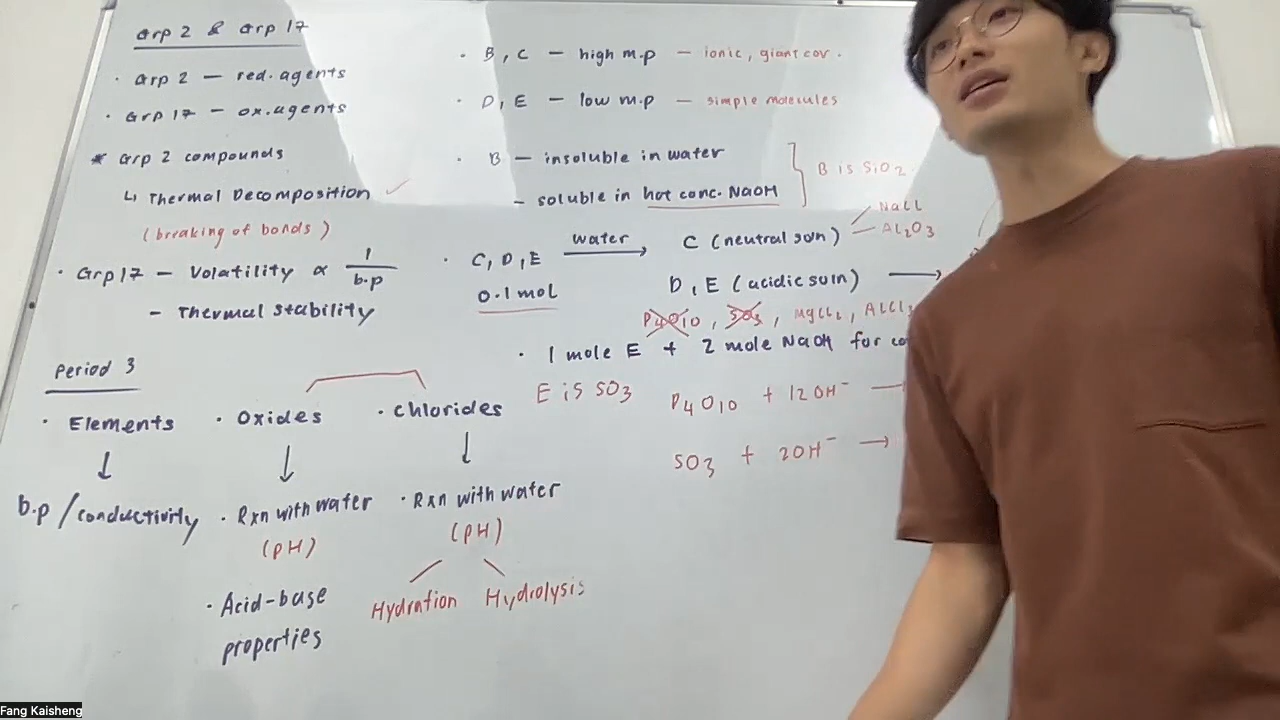 Grp 2 & Grp 17
· Grp 2 — red. agents
· Grp 17 — ox. agents
* Grp 2 compounds
↳ Thermal Decomposition ✓
(breaking of bonds)
· Grp 17 — Volatility ∝ 1/b.p
— Thermal stability
Period 3
· Elements
↓
b.p / conductivity
· Oxides
↓
· Rxn with water
(pH)
· Acid-base
properties
· Chlorides
↓
· Rxn with water
(pH)
Hydration Hydrolysis
· B, C — high m.p — ionic, giant cov.
· D, E — low m.p — simple molecules
· B — insoluble in water
— soluble in hot conc. NaOH
B is SiO2.
· C, D, E water → C (neutral soln)
NaCl
Al2O3
0.1 mol
D, E (acidic soln) →
P4O10, SO3, MgCl2, AlCl3
· 1 mole E + 2 mole NaOH for
E is SO3
P4O10 + 12OH⁻ →
SO3 + 2OH⁻ →
Fang Kaisheng